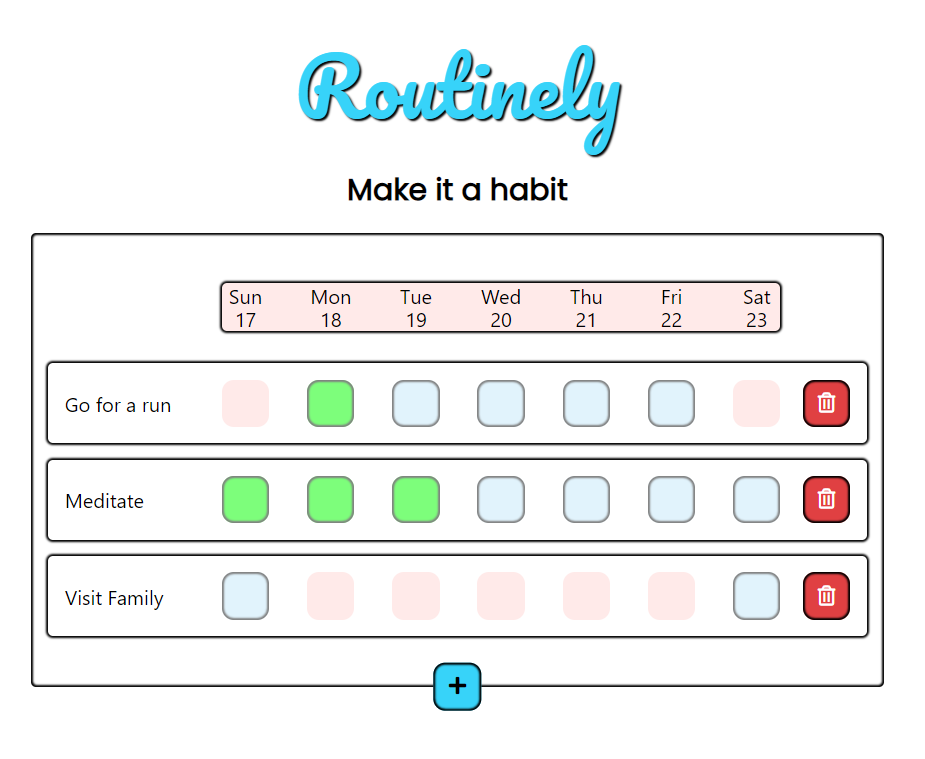 Routinely
Make it a habit
Sun Mon Tue Wed Thu Fri Sat
17 18 19 20 21 22 23
Go for a run
Meditate
Visit Family
+